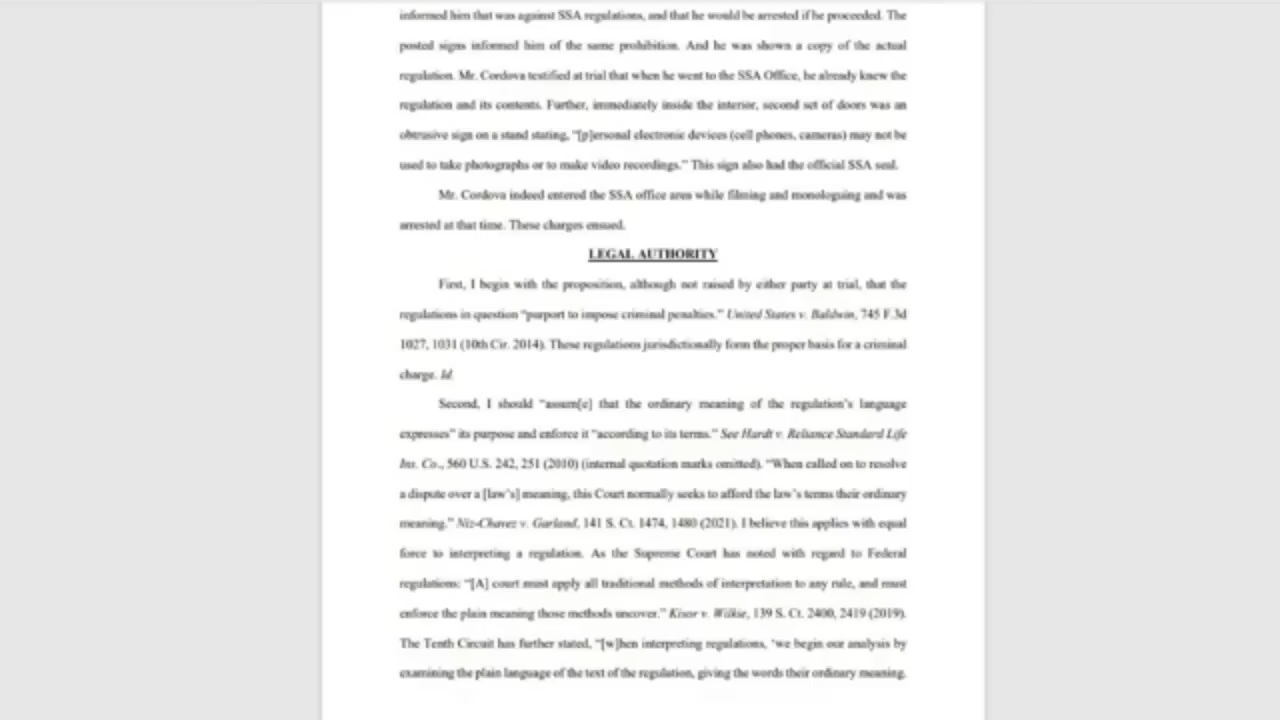 informed him that was against SSA regulations, and that he would be arrested if he proceeded. The
posted signs informed him of the same prohibition. And he was shown a copy of the actual
regulation. Mr. Cordova testified at trial that when he went to the SSA Office, he already knew the
regulation and its contents. Further, immediately inside the interior, second set of doors was an
obtrusive sign on a stand stating, “[p]ersonal electronic devices (cell phones, cameras) may not be
used to take photographs or to make video recordings.” This sign also had the official SSA seal.
Mr. Cordova indeed entered the SSA office area while filming and monologuing and was
arrested at that time. These charges ensued.
LEGAL AUTHORITY
First, I begin with the proposition, although not raised by either party at trial, that the
regulations in question “purport to impose criminal penalties.” United States v. Baldwin, 745 F.3d
1027, 1031 (10th Cir. 2014). These regulations jurisdictionally form the proper basis for a criminal
charge. Id.
Second, I should “assum[e] that the ordinary meaning of the regulation’s language
expresses” its purpose and enforce it “according to its terms.” See Hardt v. Reliance Standard Life
Ins. Co., 560 U.S. 242, 251 (2010) (internal quotation marks omitted). “When called on to resolve
a dispute over a [law’s] meaning, this Court normally seeks to afford the law’s terms their ordinary
meaning.” Niz-Chavez v. Garland, 141 S. Ct. 1474, 1480 (2021). I believe this applies with equal
force to interpreting a regulation. As the Supreme Court has noted with regard to Federal
regulations: “[A] court must apply all traditional methods of interpretation to any rule, and must
enforce the plain meaning those methods uncover.” Kisor v. Wilkie, 139 S. Ct. 2400, 2419 (2019).
The Tenth Circuit has further stated, “[w]hen interpreting regulations, ‘we begin our analysis by
examining the plain language of the text of the regulation, giving the words their ordinary meaning.